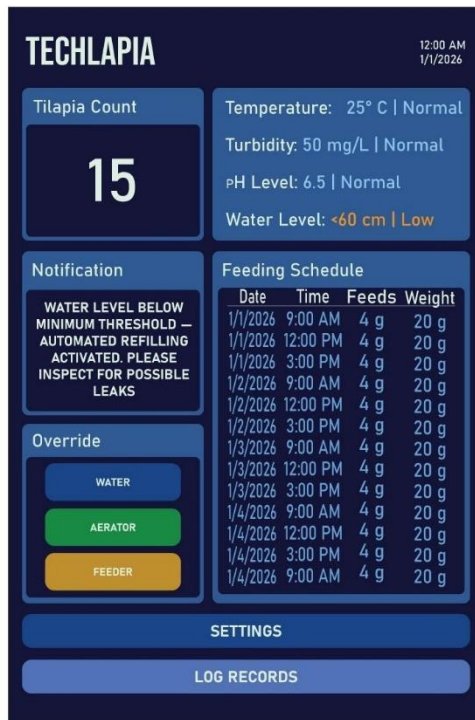 TECHLAPIA
12:00 AM
1/1/2026
Tilapia Count
15
Temperature: 25° C | Normal
Turbidity: 50 mg/L | Normal
pH Level: 6.5 | Normal
Water Level: <60 cm | Low
Notification
WATER LEVEL BELOW
MINIMUM THRESHOLD —
AUTOMATED REFILLING
ACTIVATED. PLEASE
INSPECT FOR POSSIBLE
LEAKS
Feeding Schedule
Date Time Feeds Weight
1/1/2026 9:00 AM 4 g 20 g
1/1/2026 12:00 PM 4 g 20 g
1/1/2026 3:00 PM 4 g 20 g
1/2/2026 9:00 AM 4 g 20 g
1/2/2026 12:00 PM 4 g 20 g
1/2/2026 3:00 PM 4 g 20 g
1/3/2026 9:00 AM 4 g 20 g
1/3/2026 12:00 PM 4 g 20 g
1/3/2026 3:00 PM 4 g 20 g
1/4/2026 9:00 AM 4 g 20 g
1/4/2026 12:00 PM 4 g 20 g
1/4/2026 3:00 PM 4 g 20 g
1/4/2026 9:00 AM 4 g 20 g
Override
WATER
AERATOR
FEEDER
SETTINGS
LOG RECORDS